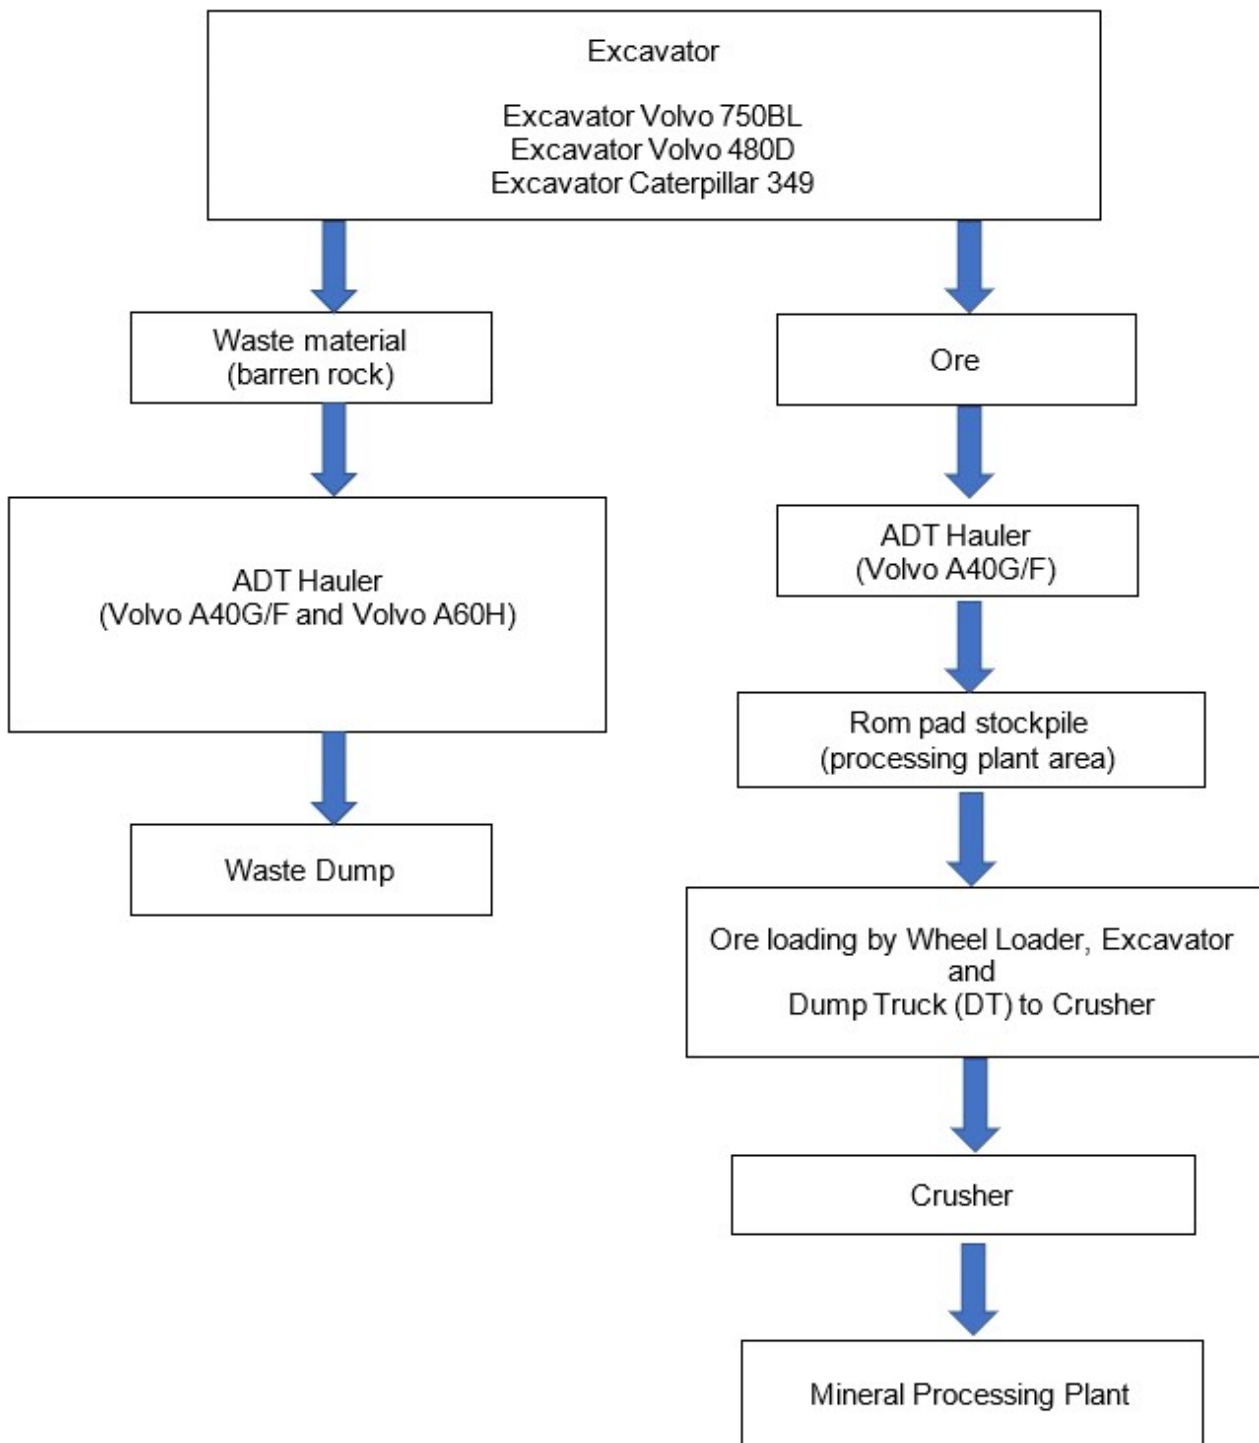 Excavator
Excavator Volvo 750BL
Excavator Volvo 480D
Excavator Caterpillar 349
Waste material
(barren rock)
ADT Hauler
(Volvo A40G/F and Volvo A60H)
Waste Dump
Ore
ADT Hauler
(Volvo A40G/F)
Rom pad stockpile
(processing plant area)
Ore loading by Wheel Loader, Excavator
and
Dump Truck (DT) to Crusher
Crusher
Mineral Processing Plant